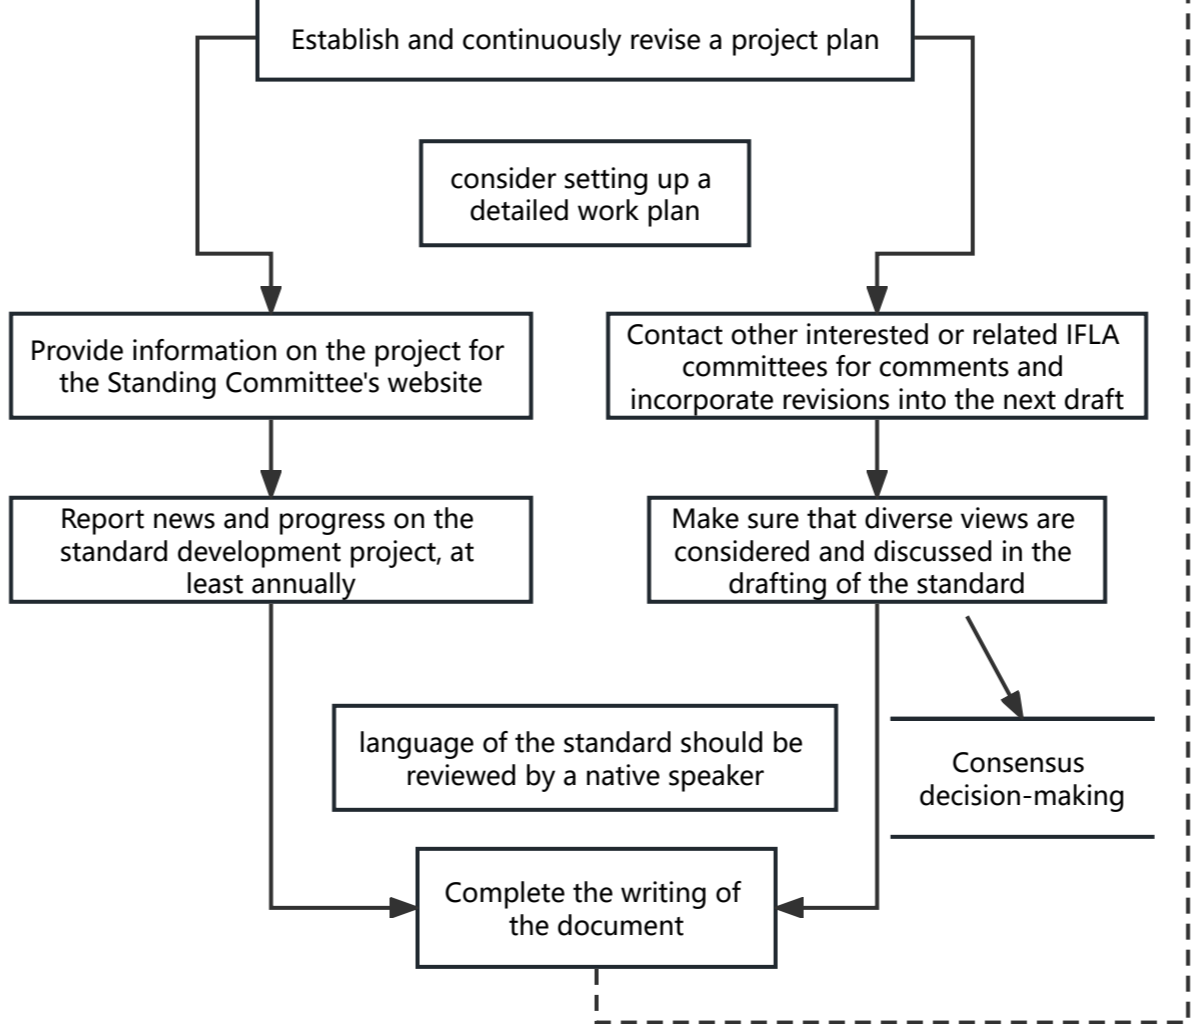 Establish and continuously revise a project plan
consider setting up a
detailed work plan
Provide information on the project for
the Standing Committee's website
Contact other interested or related IFLA
committees for comments and
incorporate revisions into the next draft
Report news and progress on the
standard development project, at
least annually
Make sure that diverse views are
considered and discussed in the
drafting of the standard
language of the standard should be
reviewed by a native speaker
Consensus
decision-making
Complete the writing of
the document